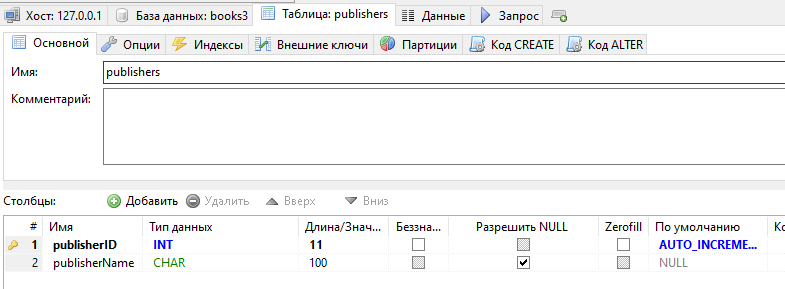 Хост: 127.0.0.1 База данных: books3 Таблица: publishers Данные Запрос
Основной Опции Индексы Внешние ключи Партиции Код CREATE Код ALTER
Имя: publishers
Комментарий:
Столбцы: Добавить Удалить Вверх Вниз
# Имя Тип данных Длина/Знач... Беззна... Разрешить NULL Zerofill По умолчанию Ко
1 publisherID INT 11 AUTO_INCREME...
2 publisherName CHAR 100 NULL